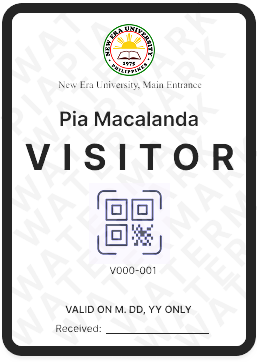 NEW ERA UNIVERSITY
1975
PHILIPPINES
New Era University, Main Entrance
Pia Macalanda
VISITOR
V000-001
VALID ON M. DD, YY ONLY
Received:
WATERMARK